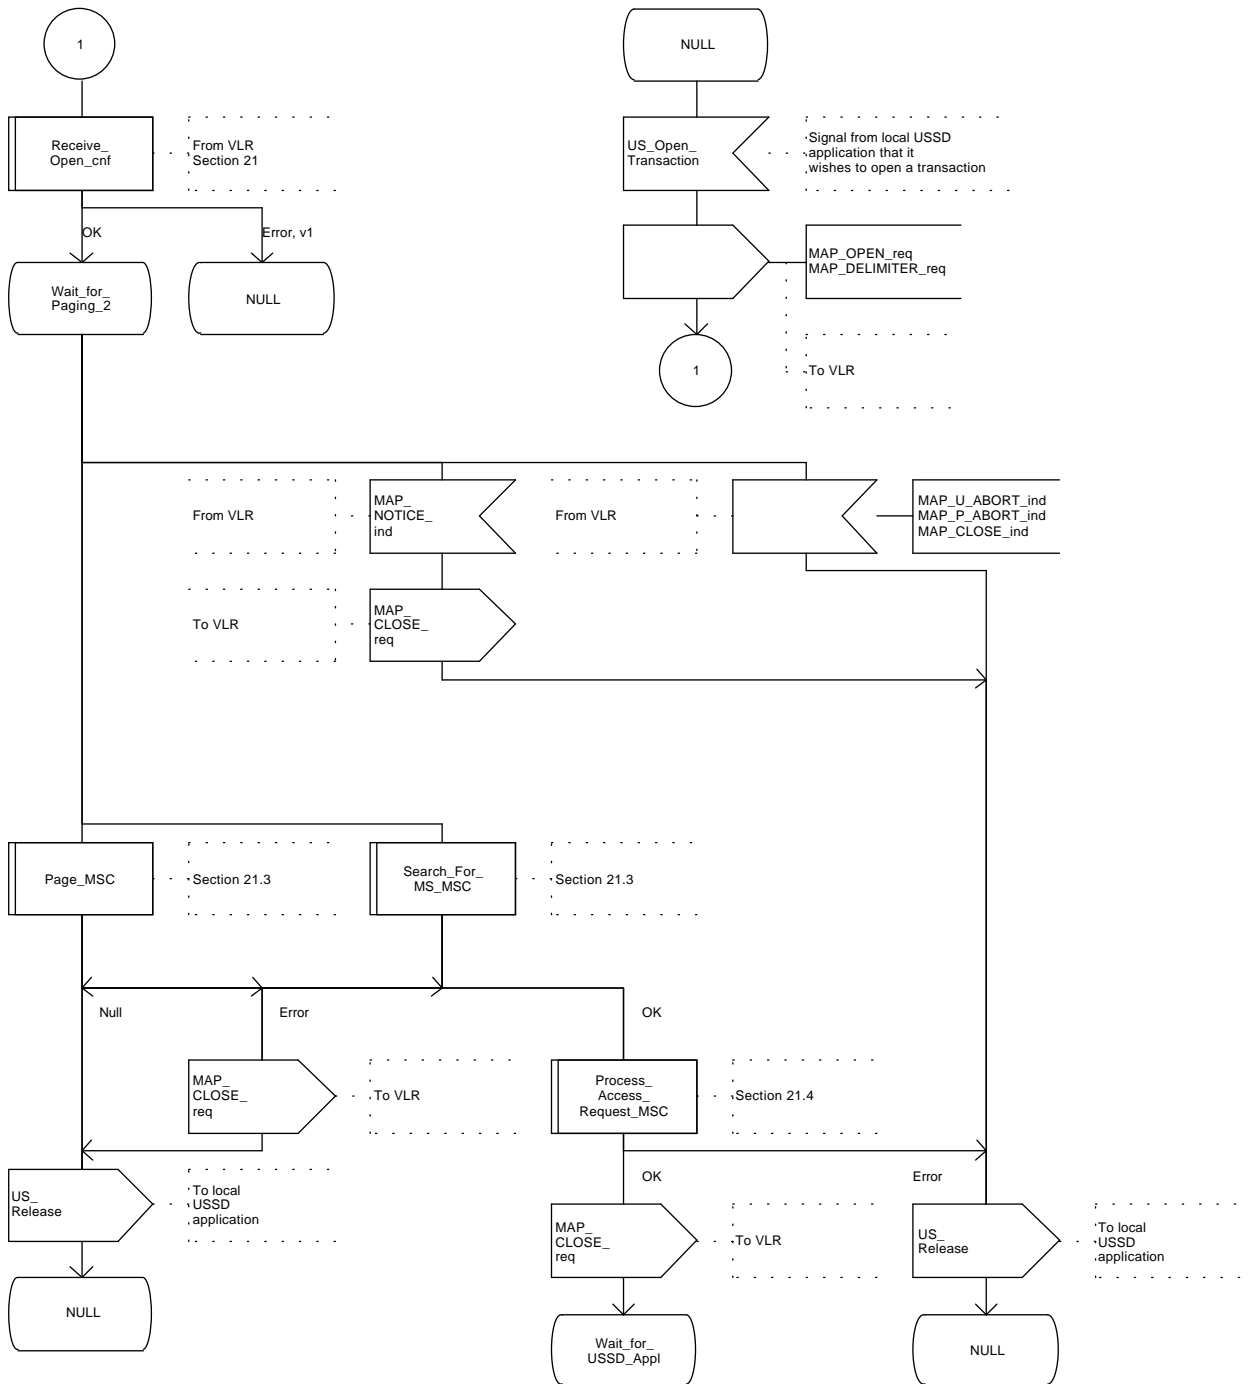 1
NULL
Receive_
Open_cnf
From VLR
Section 21
US_Open_
Transaction
Signal from local USSD
application that it
wishes to open a transaction
OK
Error, v1
MAP_OPEN_req
MAP_DELIMITER_req
Wait_for_
Paging_2
NULL
1
To VLR
From VLR
MAP_
NOTICE_
ind
From VLR
MAP_U_ABORT_ind
MAP_P_ABORT_ind
MAP_CLOSE_ind
To VLR
MAP_
CLOSE_
req
Page_MSC
Section 21.3
Search_For_
MS_MSC
Section 21.3
Null
Error
OK
MAP_
CLOSE_
req
To VLR
Process_
Access_
Request_MSC
Section 21.4
OK
Error
US_
Release
To local
USSD
application
MAP_
CLOSE_
req
To VLR
US_
Release
To local
USSD
application
NULL
Wait_for_
USSD_Appl
NULL